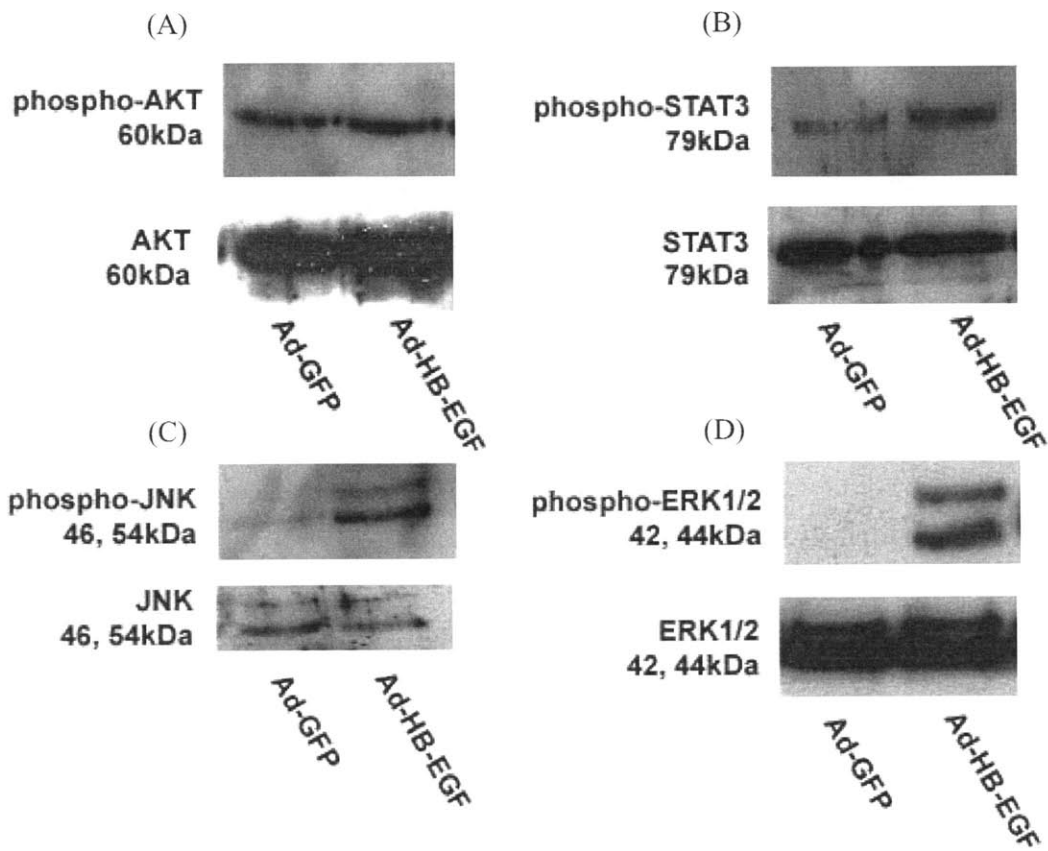 (A)
phospho-AKT
60kDa
AKT
60kDa
Ad-GFP
Ad-HB-EGF
(B)
phospho-STAT3
79kDa
STAT3
79kDa
Ad-GFP
Ad-HB-EGF
(C)
phospho-JNK
46, 54kDa
JNK
46, 54kDa
Ad-GFP
Ad-HB-EGF
(D)
phospho-ERK1/2
42, 44kDa
ERK1/2
42, 44kDa
Ad-GFP
Ad-HB-EGF